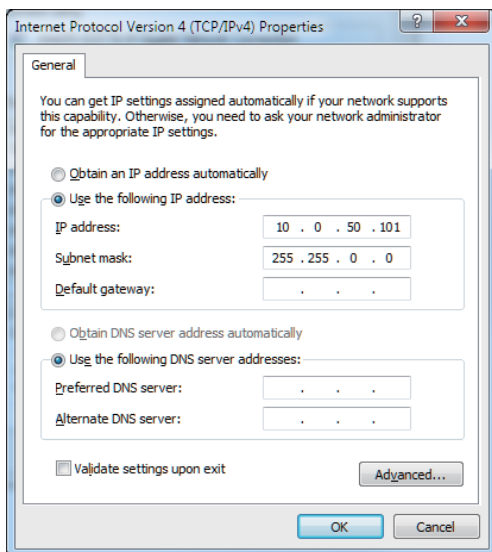 Internet Protocol Version 4 (TCP/IPv4) Properties
General
You can get IP settings assigned automatically if your network supports
this capability. Otherwise, you need to ask your network administrator
for the appropriate IP settings.
Obtain an IP address automatically
Use the following IP address:
IP address: 10 . 0 . 50 . 101
Subnet mask: 255 . 255 . 0 . 0
Default gateway: . . .
Obtain DNS server address automatically
Use the following DNS server addresses:
Preferred DNS server: . . .
Alternate DNS server: . . .
Validate settings upon exit
Advanced...
OK Cancel